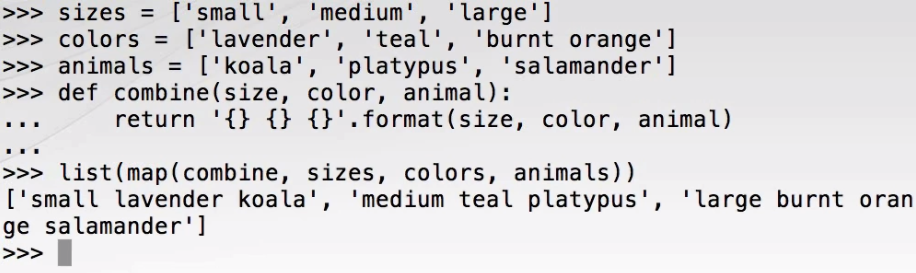 >>> sizes = ['small', 'medium', 'large']
>>> colors = ['lavender', 'teal', 'burnt orange']
>>> animals = ['koala', 'platypus', 'salamander']
>>> def combine(size, color, animal):
...     return '{} {} {}'.format(size, color, animal)
...
>>> list(map(combine, sizes, colors, animals))
['small lavender koala', 'medium teal platypus', 'large burnt oran
ge salamander']
>>>